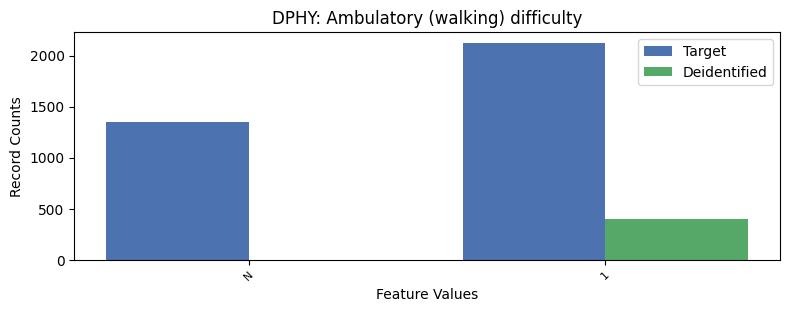 DPHY: Ambulatory (walking) difficulty
Target
Deidentified
Record Counts
2000
1500
1000
500
0
N
1
Feature Values